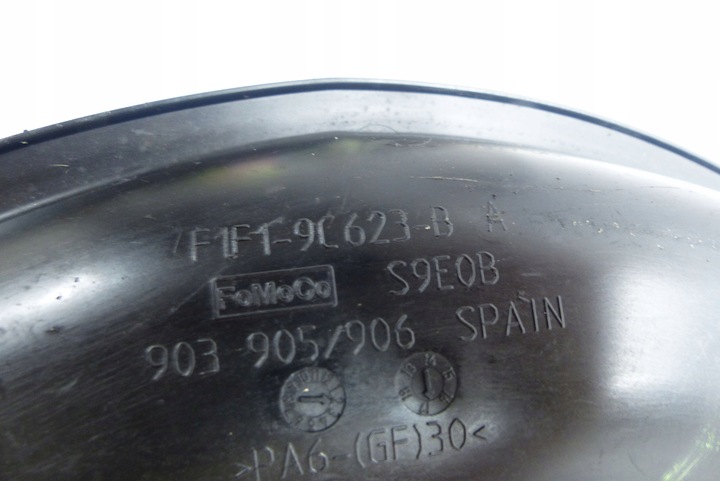 F1F1-9C623-B A
FoMoCo S9E0B
903 905/906 SPAIN
>PA6-(GF)30<